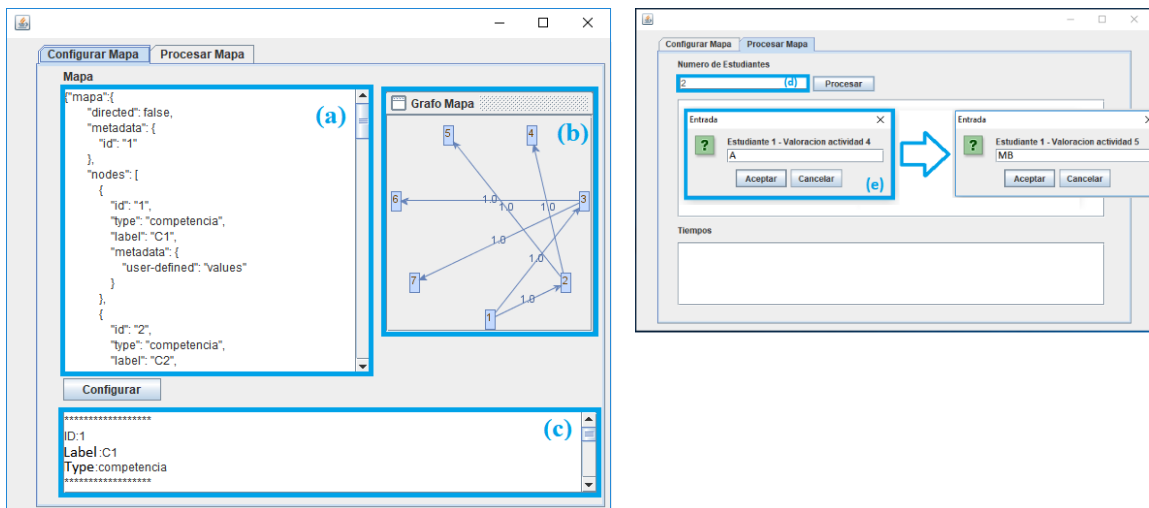 Configurar Mapa Procesar Mapa
Mapa
{"mapa":{
"directed": false,
"metadata": {
"id": "1"
},
"nodes": [
{
"id": "1",
"type": "competencia",
"label": "C1",
"metadata": {
"user-defined": "values"
}
},
{
"id": "2",
"type": "competencia",
"label": "C2",
(a)
Grafo Mapa
(b)
5 4
6 1.0 1.0 1.0 3
1.0
1.0
7 2
1.0
1
Configurar
*****************
ID:1
Label:C1
Type:competencia
*****************
(c)
Configurar Mapa Procesar Mapa
Numero de Estudiantes
2 (d) Procesar
Entrada
Estudiante 1 - Valoracion actividad 4
A
Aceptar Cancelar
(e)
Entrada
Estudiante 1 - Valoracion actividad 5
MB
Aceptar Cancelar
Tiempos